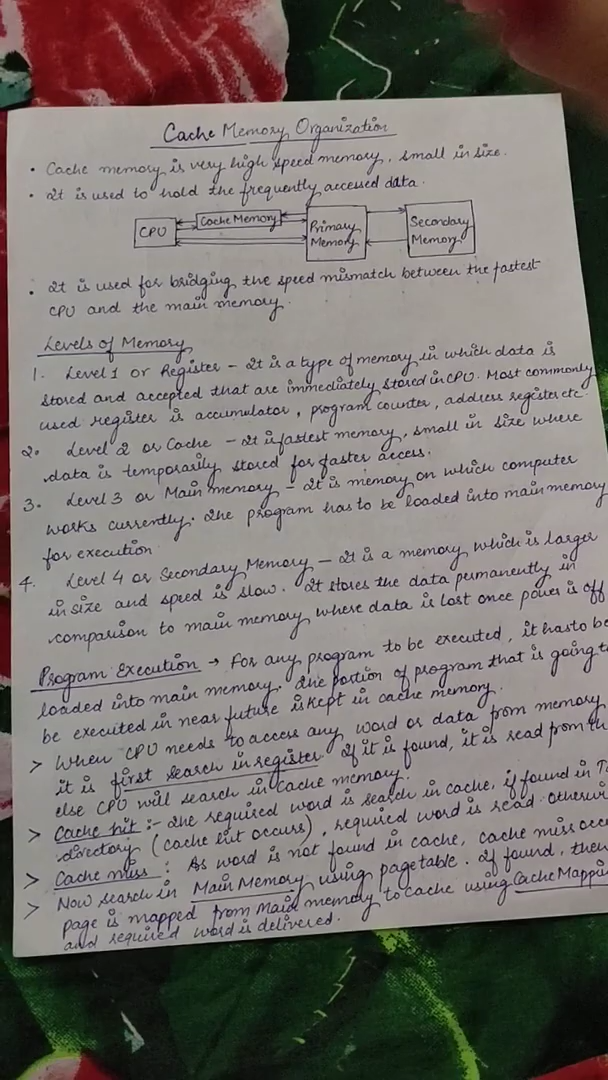 Cache Memory Organization
• Cache memory is very high speed memory, small in size.
• It is used to hold the frequently accessed data.
CPU
Cache Memory
Primary Memory
Secondary Memory
• It is used for bridging the speed mismatch between the fastest
CPU and the main memory.
Levels of Memory
1. Level 1 or Register – It is a type of memory in which data is
stored and accepted that are immediately stored in CPU. Most commonly
used register is accumulator, program counter, address register etc.
2. Level 2 or Cache – It is fastest memory, small in size where
data is temporarily stored for faster access.
3. Level 3 or Main memory – It is memory on which computer
works currently. The program has to be loaded into main memory
for execution
4. Level 4 or Secondary Memory – It is a memory which is larger
in size and speed is slow. It stores the data permanently in
comparison to main memory where data is lost once power is off
Program Execution → For any program to be executed, it has to be
loaded into main memory. The portion of program that is going to
be executed in near future is kept in cache memory.
> When CPU needs to access any word or data from memory
it is first search in register. If it is found, it is read from
else CPU will search in cache memory.
> Cache hit :- The required word is search in cache, if found in
directory (cache hit occurs), required word is read
> Cache miss : As word is not found in cache, cache miss
> Now search in Main Memory using page table. If found, then
page is mapped from Main memory to cache using Cache
and required word is delivered.